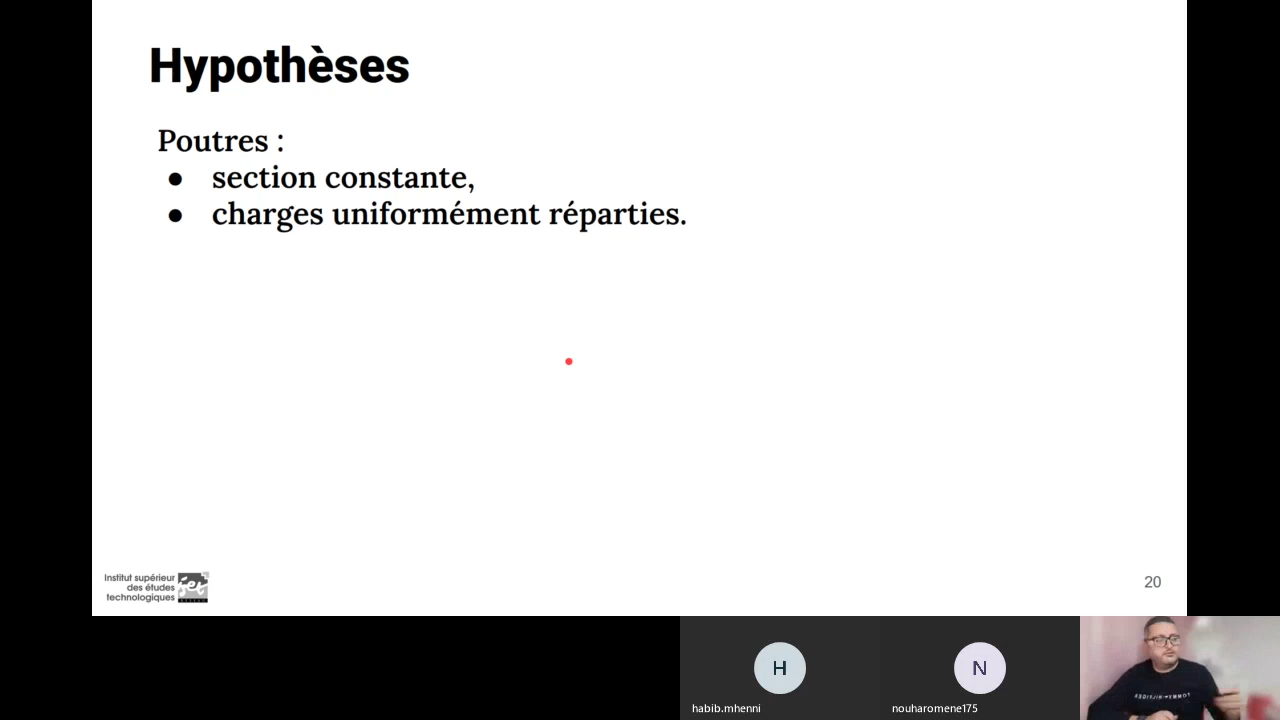 Hypothèses
Poutres :
● section constante,
● charges uniformément réparties.
Institut supérieur
des études
technologiques
20
H
N
habib.mhenni
nouharomene175